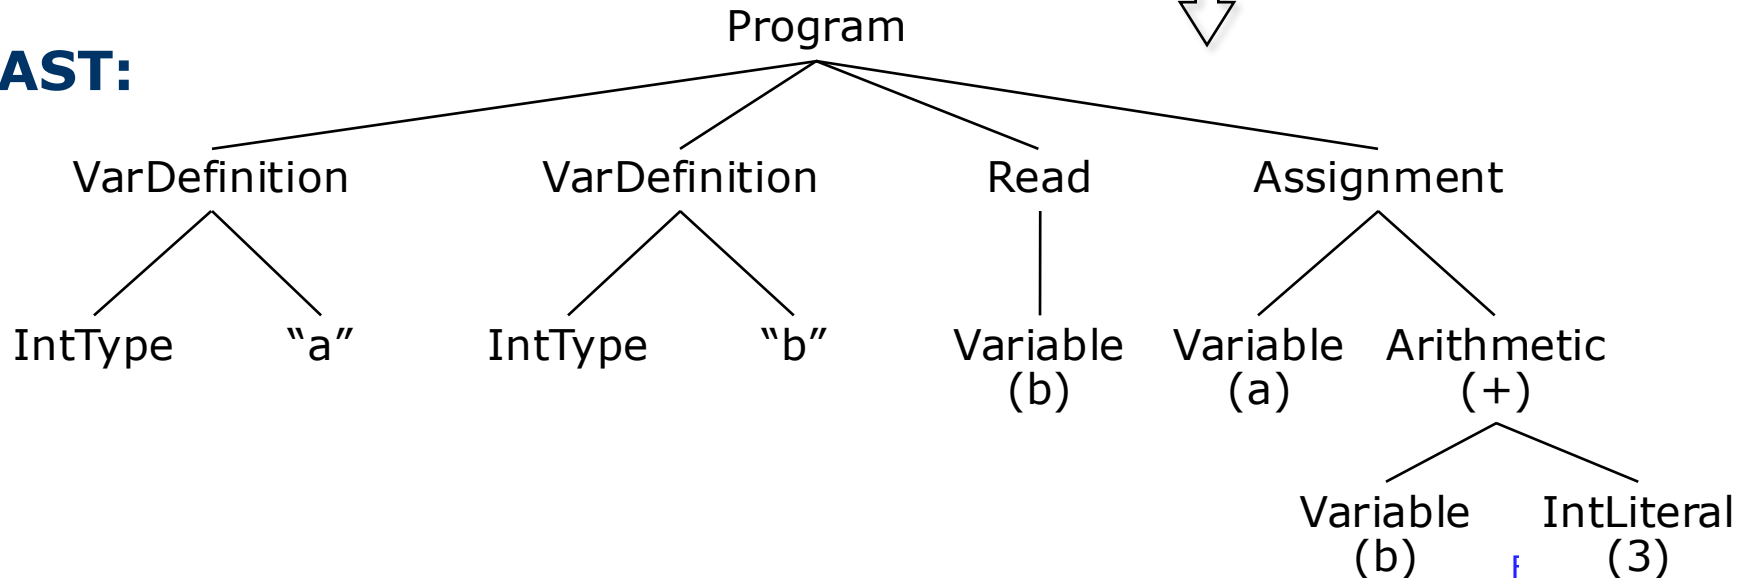 Program
AST:
VarDefinition VarDefinition Read Assignment
IntType “a” IntType “b” Variable Variable Arithmetic
(b) (a) (+)
Variable IntLiteral
(b) (3)